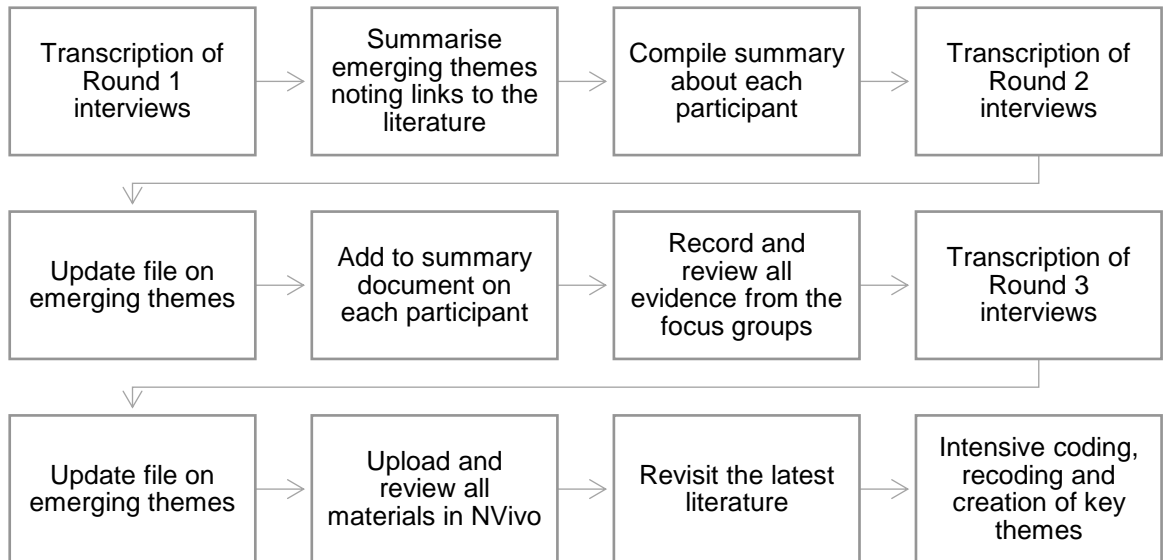 Transcription of
Round 1
interviews
Summarise
emerging themes
noting links to the
literature
Compile summary
about each
participant
Transcription of
Round 2
interviews
Update file on
emerging themes
Add to summary
document on
each participant
Record and
review all
evidence from the
focus groups
Transcription of
Round 3
interviews
Update file on
emerging themes
Upload and
review all
materials in NVivo
Revisit the latest
literature
Intensive coding,
recoding and
creation of key
themes